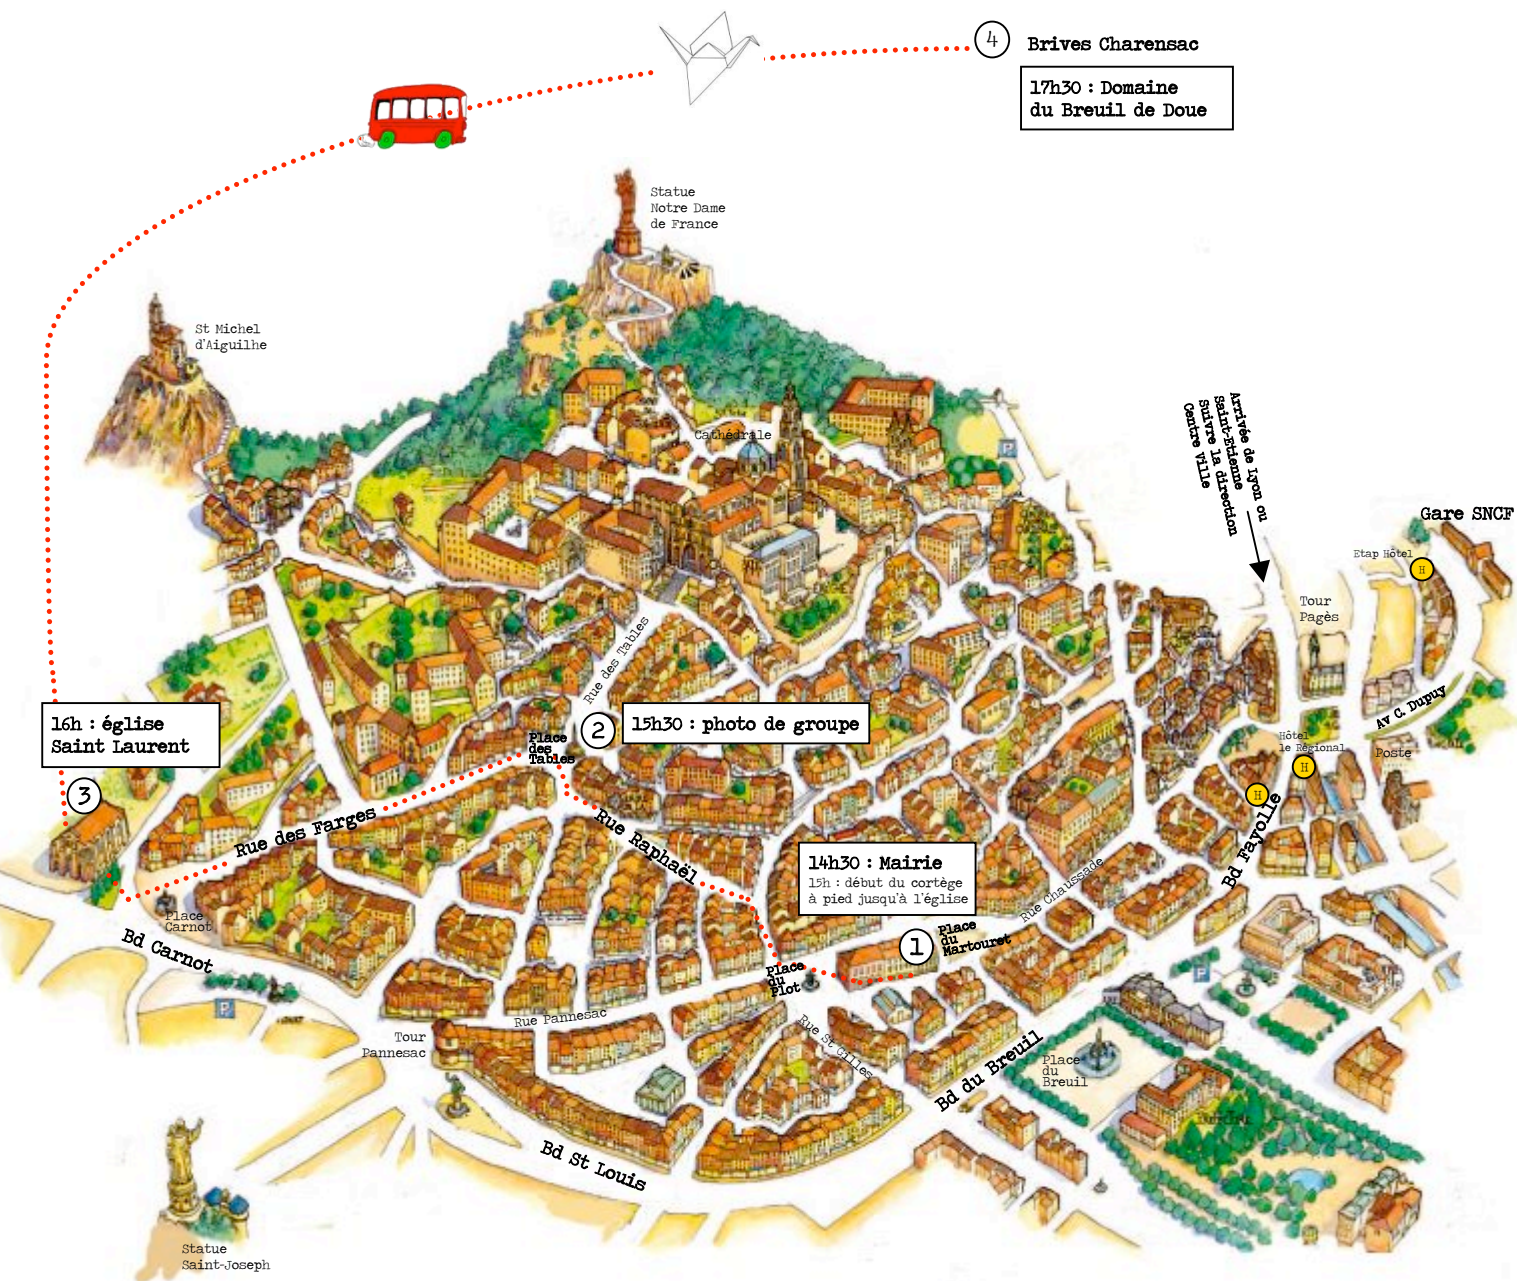 4
Brives Charensac
17h30 : Domaine
du Breuil de Doue
Statue
Notre Dame
de France
St Michel
d'Aiguilhe
Cathédrale
P
Arrivée de Lyon ou
Saint-Etienne
Suivre la direction
Centre Ville
Gare SNCF
Etap Hôtel
H
Tour
Pagès
Rue des Tables
Av C. Dupuy
16h : église
Saint Laurent
3
2
15h30 : photo de groupe
Place
des
Tables
Hôtel
le Régional
H
Poste
H
Bd Fayolle
Rue des Farges
Rue Raphaël
14h30 : Mairie
15h : début du cortège
à pied jusqu'à l'église
Rue Chaussade
1
Place
du
Martouret
Place
Carnot
Bd Carnot
Place
du
Plot
P
P
Rue Pannesac
Rue St Gilles
Tour
Pannesac
Bd du Breuil
Place
du
Breuil
Bd St Louis
Statue
Saint-Joseph